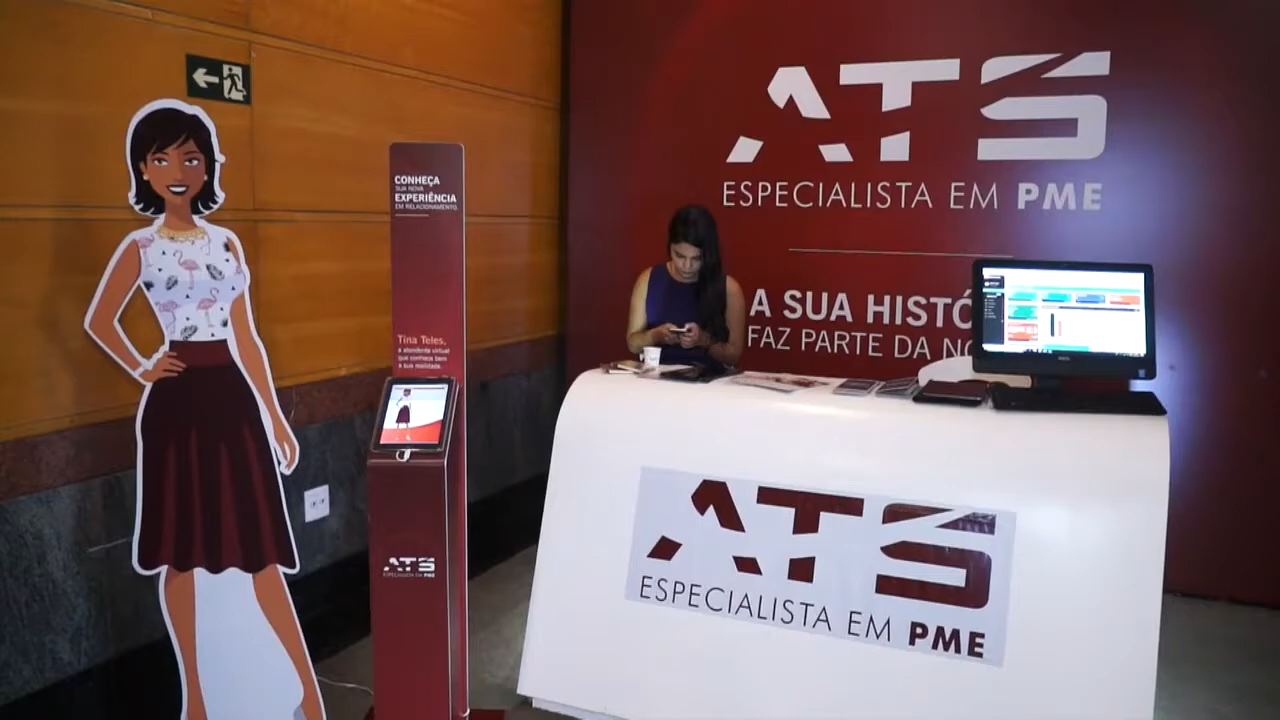 CONHEÇA
SUA NOVA
EXPERIÊNCIA
EM RELACIONAMENTO.
Tina Teles,
a atendente virtual
que conhece bem
a sua realidade.
ATS
ESPECIALISTA EM PME
ATS
ESPECIALISTA EM PME
A SUA HISTÓ
FAZ PARTE DA NO
ATS
ESPECIALISTA EM PME